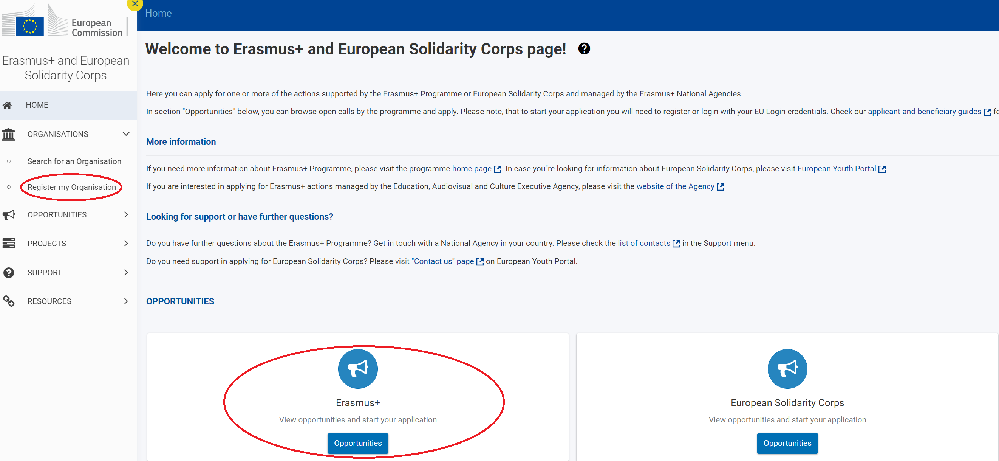 European
Commission
Erasmus+ and European
Solidarity Corps
HOME
ORGANISATIONS
Search for an Organisation
Register my Organisation
OPPORTUNITIES
PROJECTS
SUPPORT
RESOURCES
Home
Welcome to Erasmus+ and European Solidarity Corps page!
Here you can apply for one or more of the actions supported by the Erasmus+ Programme or European Solidarity Corps and managed by the Erasmus+ National Agencies.
In section "Opportunities" below, you can browse open calls by the programme and apply. Please note, that to start your application you will need to register or login with your EU Login credentials. Check our applicant and beneficiary guides
More information
If you need more information about Erasmus+ Programme, please visit the programme home page. In case you"re looking for information about European Solidarity Corps, please visit European Youth Portal
If you are interested in applying for Erasmus+ actions managed by the Education, Audiovisual and Culture Executive Agency, please visit the website of the Agency
Looking for support or have further questions?
Do you have further questions about the Erasmus+ Programme? Get in touch with a National Agency in your country. Please check the list of contacts in the Support menu.
Do you need support in applying for European Solidarity Corps? Please visit "Contact us" page on European Youth Portal.
OPPORTUNITIES
Erasmus+
View opportunities and start your application
Opportunities
European Solidarity Corps
View opportunities and start your application
Opportunities